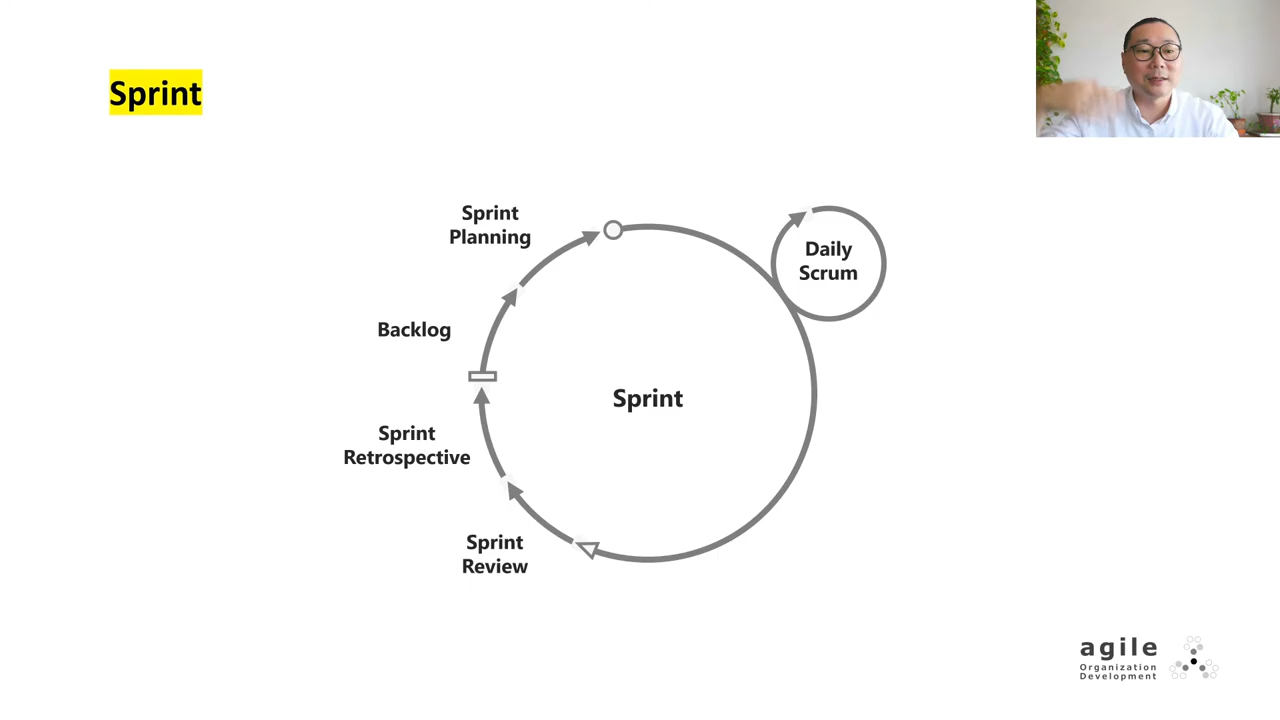 Sprint
Sprint
Planning
Daily
Scrum
Backlog
Sprint
Sprint
Retrospective
Sprint
Review
agile
Organization
Development